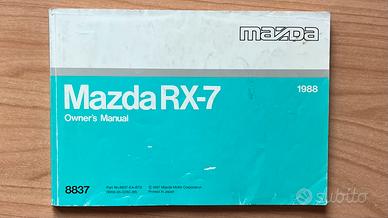 mazda
Mazda RX-7
1988
Owner's Manual
8837
© 1987 Mazda Motor Corporation
Printed in Japan
subito